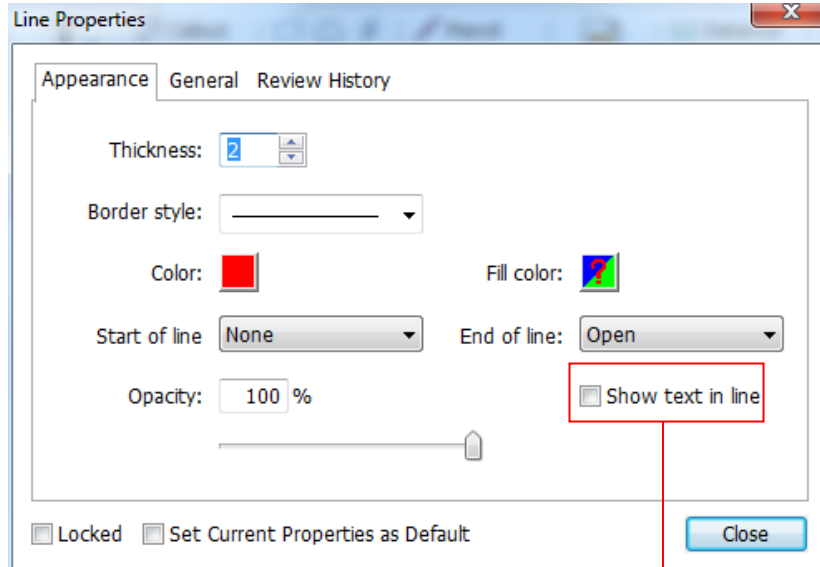 Line Properties
Appearance General Review History
Thickness: 2
Border style:
Color: Fill color: ?
Start of line None End of line: Open
Opacity: 100 % Show text in line
Locked Set Current Properties as Default Close